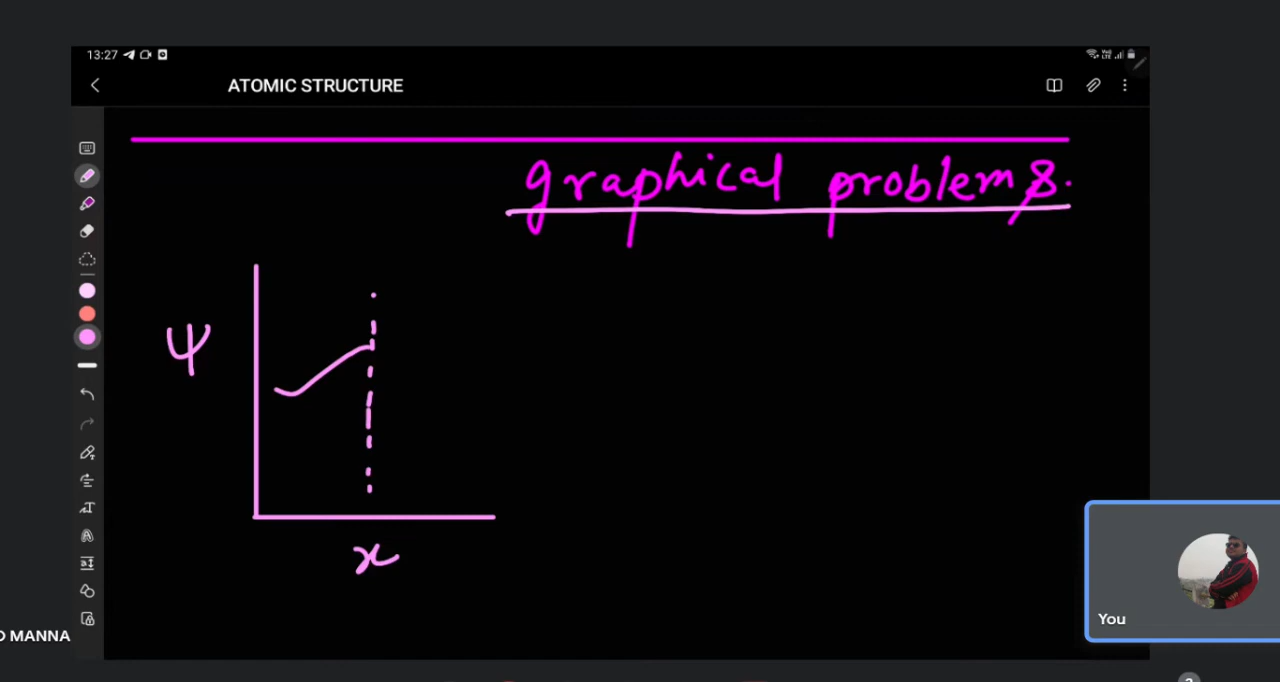 13:27
ATOMIC STRUCTURE
graphical problems.
ψ
x
You
MANNA